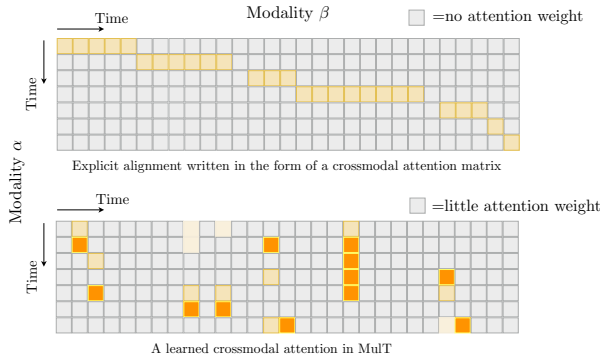 Modality β
=no attention weight
Time
Time
Explicit alignment written in the form of a crossmodal attention matrix
Modality α
Time
=little attention weight
Time
A learned crossmodal attention in MulT